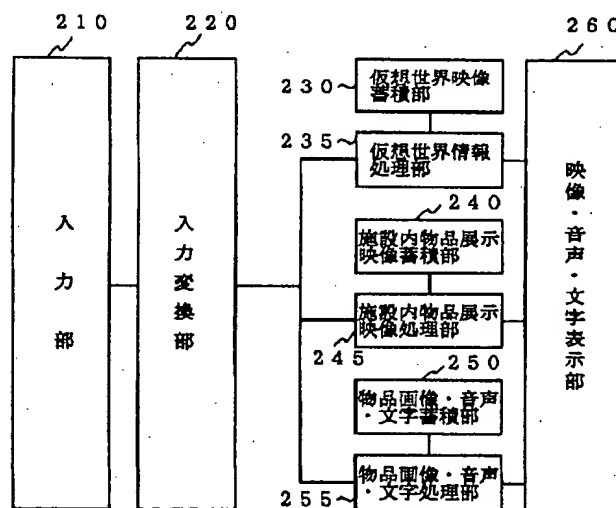 210
220
260
230
仮想世界映像
蓄積部
235
仮想世界情報
処理部
240
施設内物品展示
映像蓄積部
施設内物品展示
映像処理部
245
250
物品画像・音声
・文字蓄積部
物品画像・音声
・文字処理部
255
入力部
入力変換部
映像・音声・文字表示部